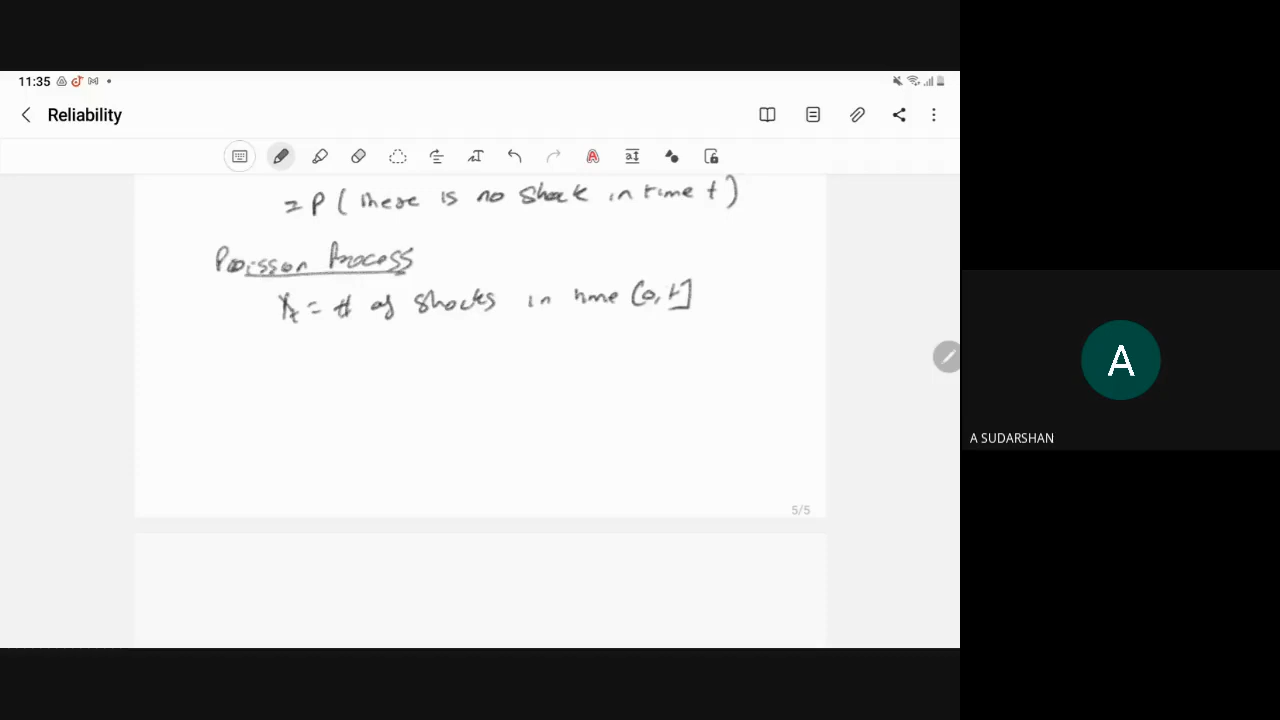 11:35
Reliability
= P ( there is no shock in time t )
Poisson Process
X_t = # of shocks in time (0, t]
5/5
A
A SUDARSHAN